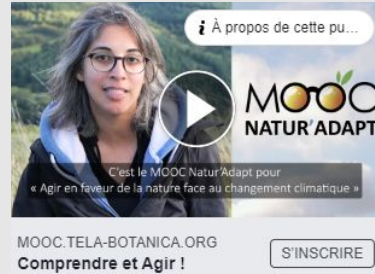 i À propos de cette pu...
MOOC
NATUR'ADAPT
C'est le MOOC Natur'Adapt pour
« Agir en faveur de la nature face au changement climatique »
MOOC.TELA-BOTANICA.ORG
S'INSCRIRE
Comprendre et Agir !